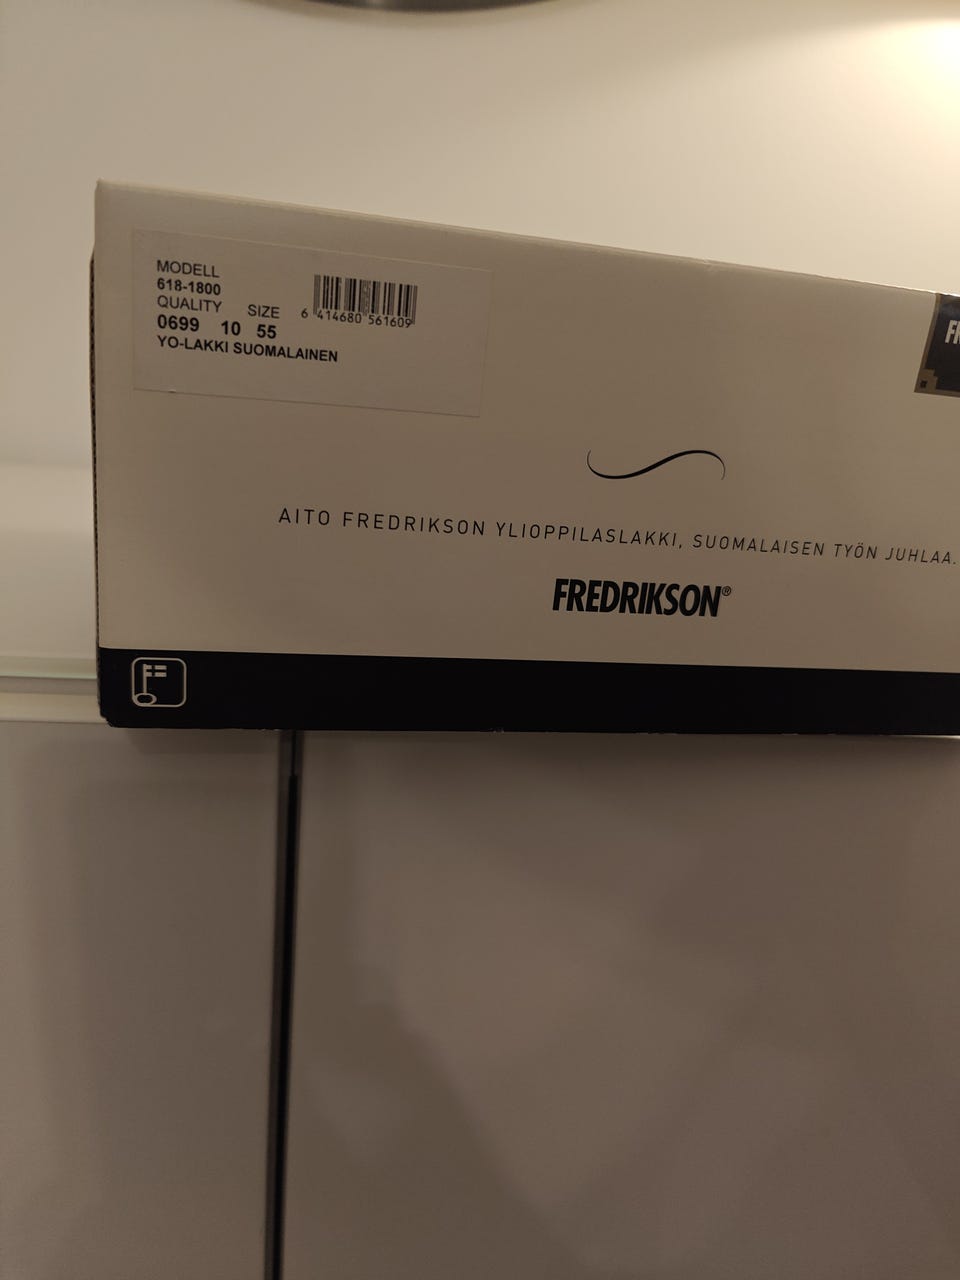 MODELL
618-1800
QUALITY SIZE
0699 10 55
YO-LAKKI SUOMALAINEN
6 414680 561609
AITO FREDRIKSON YLIOPPILASLAKKI, SUOMALAISEN TYÖN JUHLAA.
FREDRIKSON®